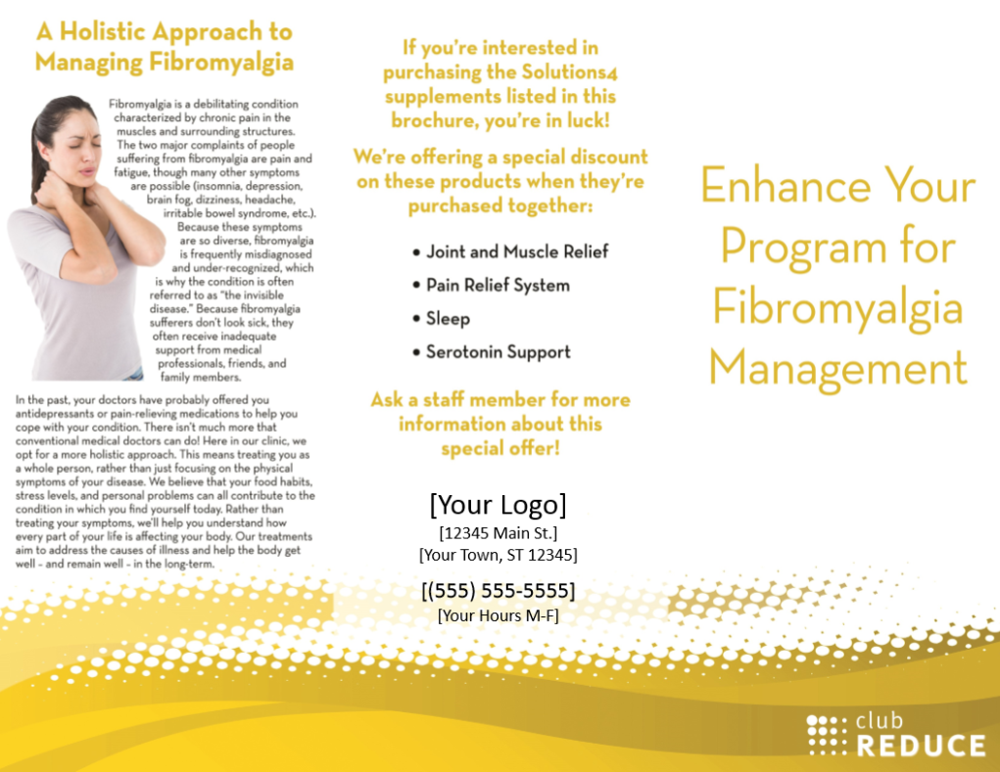 A Holistic Approach to
Managing Fibromyalgia
Fibromyalgia is a debilitating condition
characterized by chronic pain in the
muscles and surrounding structures.
The two major complaints of people
suffering from fibromyalgia are pain and
fatigue, though many other symptoms
are possible (insomnia, depression,
brain fog, dizziness, headache,
irritable bowel syndrome, etc.).
Because these symptoms
are so diverse, fibromyalgia
is frequently misdiagnosed
and under-recognized, which
is why the condition is often
referred to as “the invisible
disease.” Because fibromyalgia
sufferers don’t look sick, they
often receive inadequate
support from medical
professionals, friends, and
family members.
In the past, your doctors have probably offered you
antidepressants or pain-relieving medications to help you
cope with your condition. There isn’t much more that
conventional medical doctors can do! Here in our clinic, we
opt for a more holistic approach. This means treating you as
a whole person, rather than just focusing on the physical
symptoms of your disease. We believe that your food habits,
stress levels, and personal problems can all contribute to the
condition in which you find yourself today. Rather than
treating your symptoms, we’ll help you understand how
every part of your life is affecting your body. Our treatments
aim to address the causes of illness and help the body get
well – and remain well – in the long-term.
If you’re interested in
purchasing the Solutions4
supplements listed in this
brochure, you’re in luck!
We’re offering a special discount
on these products when they’re
purchased together:
• Joint and Muscle Relief
• Pain Relief System
• Sleep
• Serotonin Support
Ask a staff member for more
information about this
special offer!
[Your Logo]
[12345 Main St.]
[Your Town, ST 12345]
[(555) 555-5555]
[Your Hours M-F]
Enhance Your
Program for
Fibromyalgia
Management
club
REDUCE